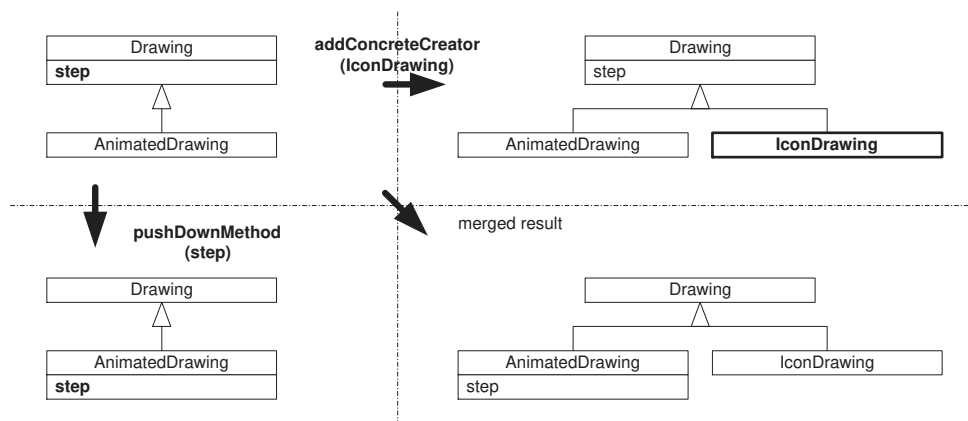 Drawing
step
AnimatedDrawing
addConcreteCreator
(IconDrawing)
Drawing
step
AnimatedDrawing
IconDrawing
pushDownMethod
(step)
merged result
Drawing
AnimatedDrawing
step
Drawing
AnimatedDrawing
step
IconDrawing